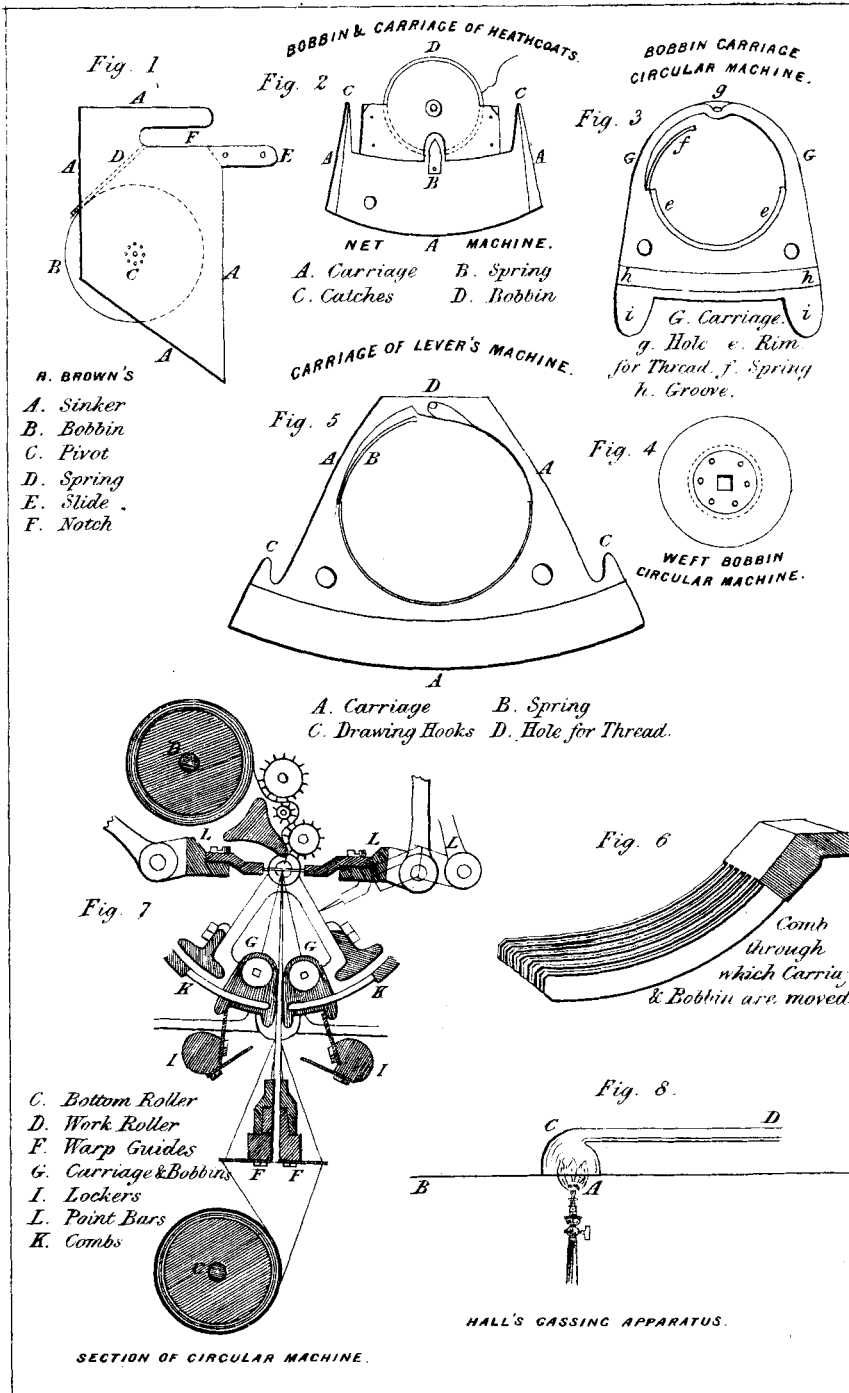 Fig. 1
A
A
D
F
E
B
C
A
A
R. BROWN'S
A. Sinker
B. Bobbin
C. Pivot
D. Spring
E. Slide
F. Notch
BOBBIN & CARRIAGE OF HEATHCOATS.
Fig. 2
D
C
C
A
A
B
A
NET MACHINE.
A. Carriage B. Spring
C. Catches D. Bobbin
BOBBIN CARRIAGE
CIRCULAR MACHINE.
Fig. 3
g
G
f
G
e
e
h
h
i
i
G. Carriage.
g. Hole e. Rim
for Thread. f. Spring
h. Groove.
CARRIAGE OF LEVER'S MACHINE.
Fig. 5
D
A
B
A
C
C
A
A. Carriage B. Spring
C. Drawing Hooks D. Hole for Thread.
Fig. 4
WEFT BOBBIN
CIRCULAR MACHINE.
D
L
L
L
Fig. 7
G
G
K
K
I
I
F
F
C
C. Bottom Roller
D. Work Roller
F. Warp Guides
G. Carriage & Bobbins
I. Lockers
L. Point Bars
K. Combs
SECTION OF CIRCULAR MACHINE.
Fig. 6
Comb
through
which Carria
& Bobbin are moved.
Fig. 8.
C
D
B
A
HALL'S GASSING APPARATUS.